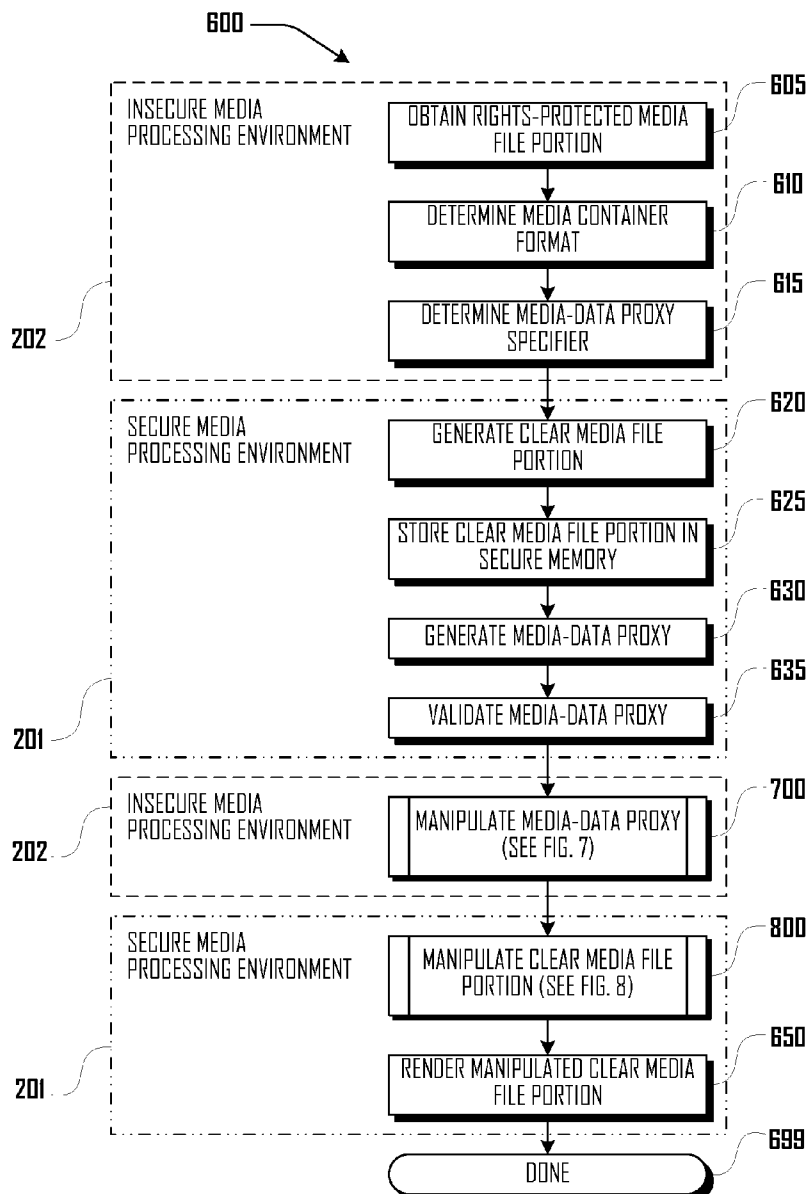 600
INSECURE MEDIA
PROCESSING ENVIRONMENT
605
OBTAIN RIGHTS-PROTECTED MEDIA
FILE PORTION
610
DETERMINE MEDIA CONTAINER
FORMAT
615
DETERMINE MEDIA-DATA PROXY
SPECIFIER
202
SECURE MEDIA
PROCESSING ENVIRONMENT
620
GENERATE CLEAR MEDIA FILE
PORTION
625
STORE CLEAR MEDIA FILE PORTION IN
SECURE MEMORY
630
GENERATE MEDIA-DATA PROXY
635
VALIDATE MEDIA-DATA PROXY
201
INSECURE MEDIA
PROCESSING ENVIRONMENT
700
MANIPULATE MEDIA-DATA PROXY
(SEE FIG. 7)
202
SECURE MEDIA
PROCESSING ENVIRONMENT
800
MANIPULATE CLEAR MEDIA FILE
PORTION (SEE FIG. 8)
650
RENDER MANIPULATED CLEAR MEDIA
FILE PORTION
201
699
DONE